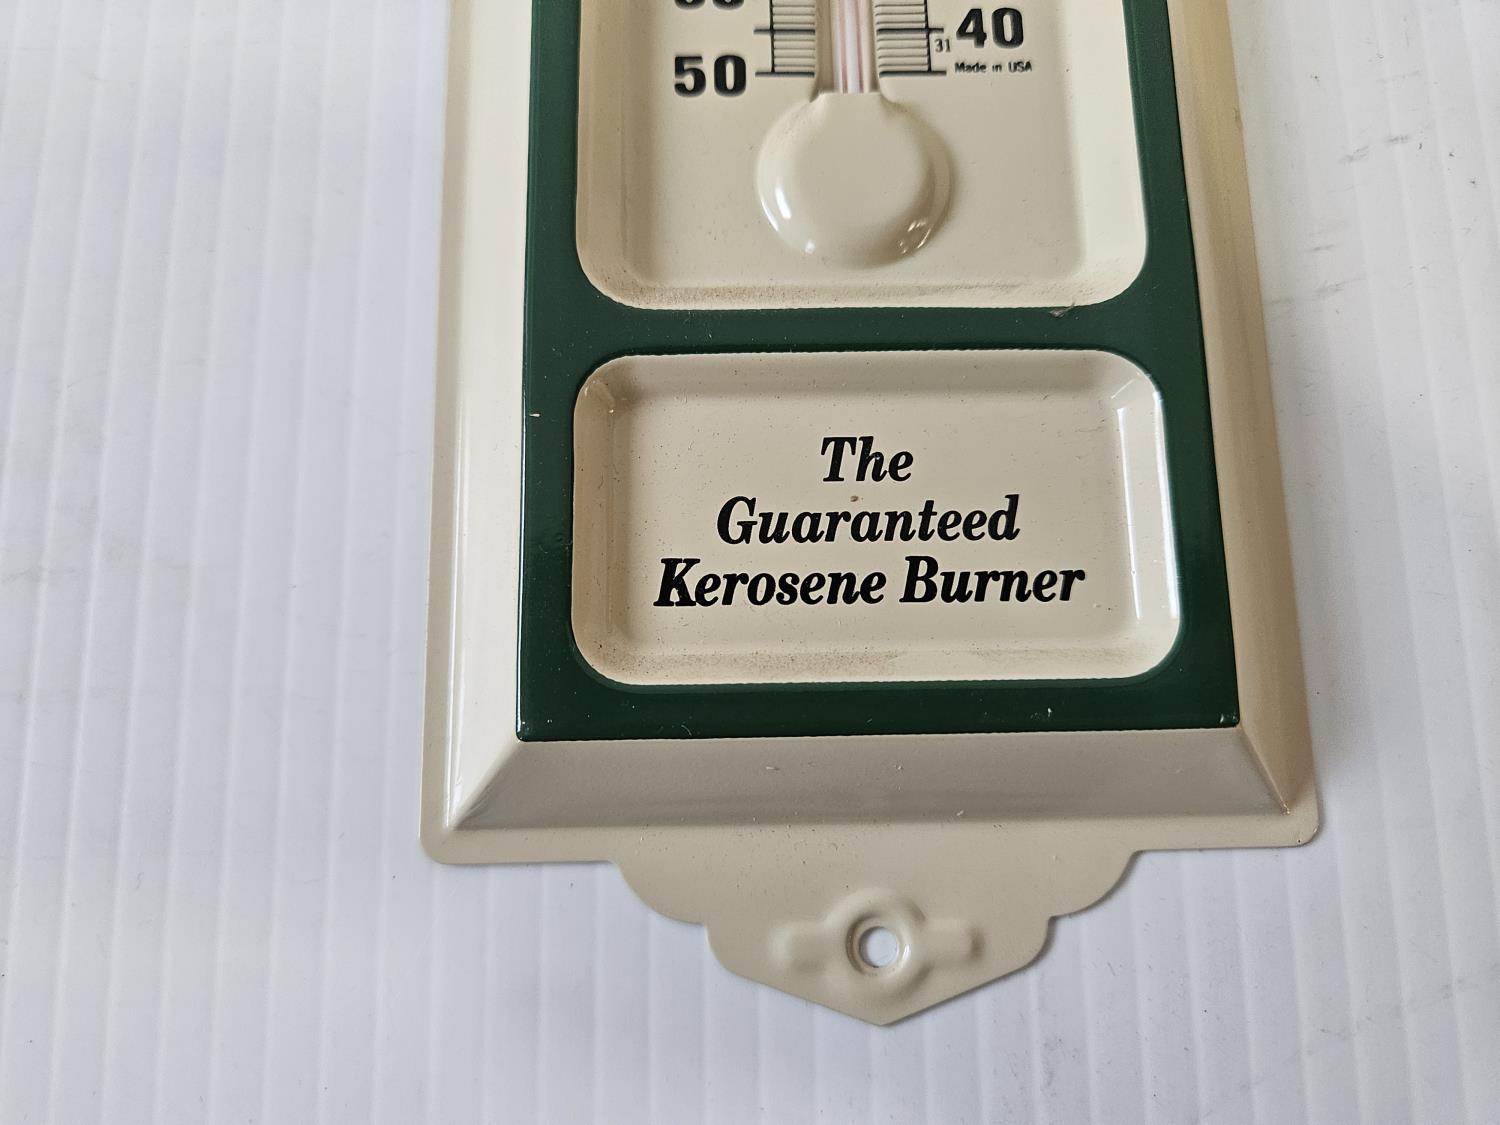 40
31
50
Made in USA
The
Guaranteed
Kerosene Burner